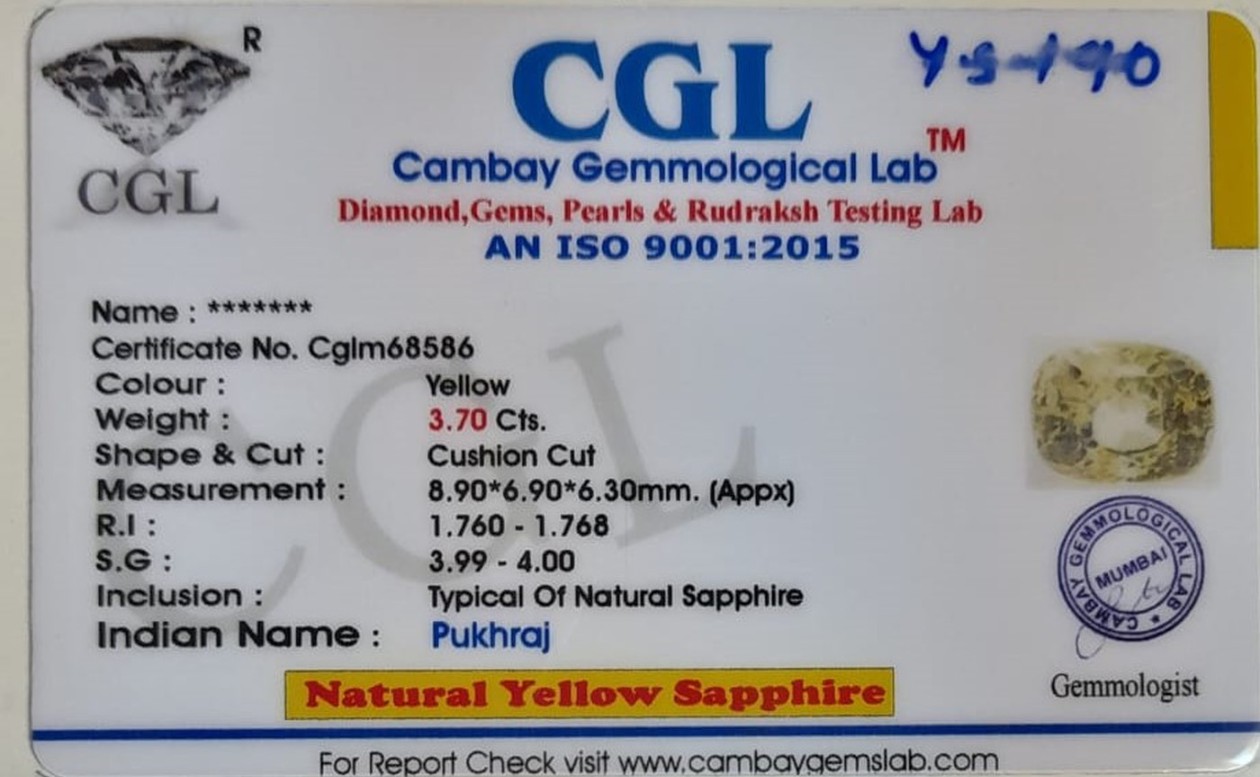 R
CGL
YS-190
CGL
TM
Cambay Gemmological Lab
Diamond,Gems, Pearls & Rudraksh Testing Lab
AN ISO 9001:2015
Name : *******
Certificate No. Cglm68586
Colour : Yellow
Weight : 3.70 Cts.
Shape & Cut : Cushion Cut
Measurement : 8.90*6.90*6.30mm. (Appx)
R.I : 1.760 - 1.768
S.G : 3.99 - 4.00
Inclusion : Typical Of Natural Sapphire
Indian Name : Pukhraj
CGL
CAMBAY GEMMOLOGICAL LAB
MUMBAI
Gemmologist
Natural Yellow Sapphire
For Report Check visit www.cambaygemslab.com